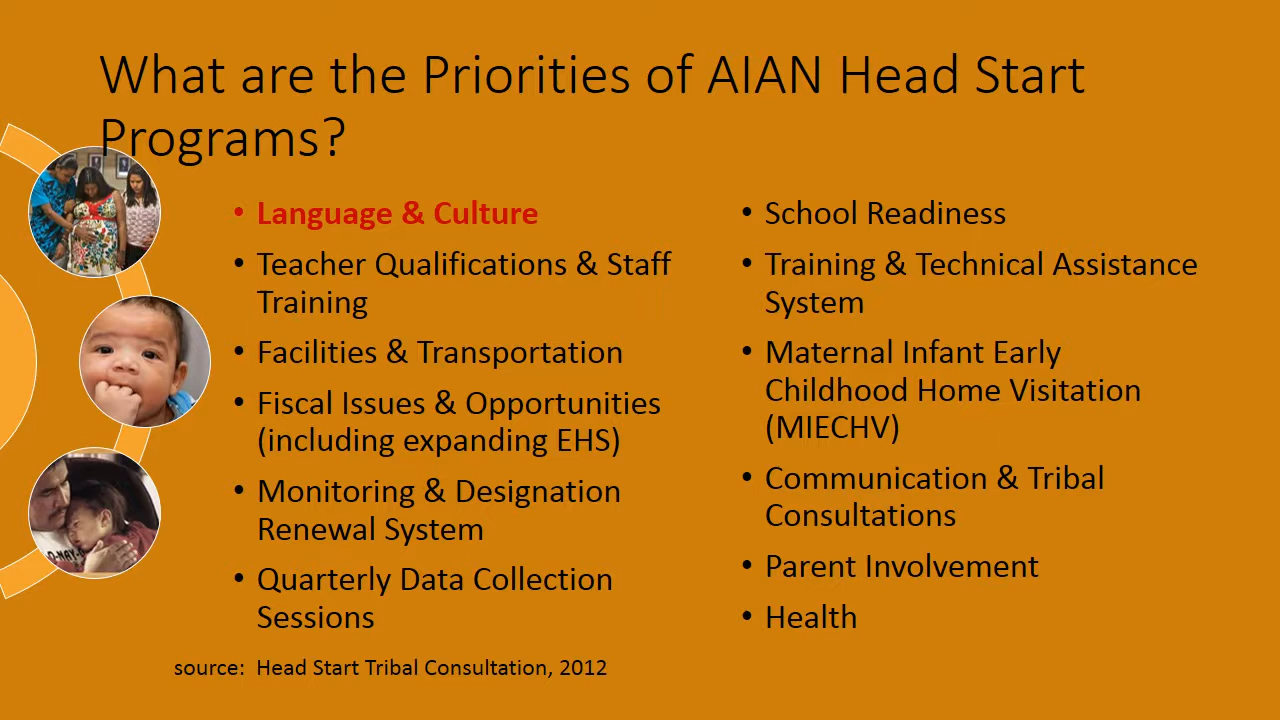 What are the Priorities of AIAN Head Start
Programs?
• Language & Culture
• Teacher Qualifications & Staff
Training
• Facilities & Transportation
• Fiscal Issues & Opportunities
(including expanding EHS)
• Monitoring & Designation
Renewal System
• Quarterly Data Collection
Sessions
• School Readiness
• Training & Technical Assistance
System
• Maternal Infant Early
Childhood Home Visitation
(MIECHV)
• Communication & Tribal
Consultations
• Parent Involvement
• Health
source: Head Start Tribal Consultation, 2012